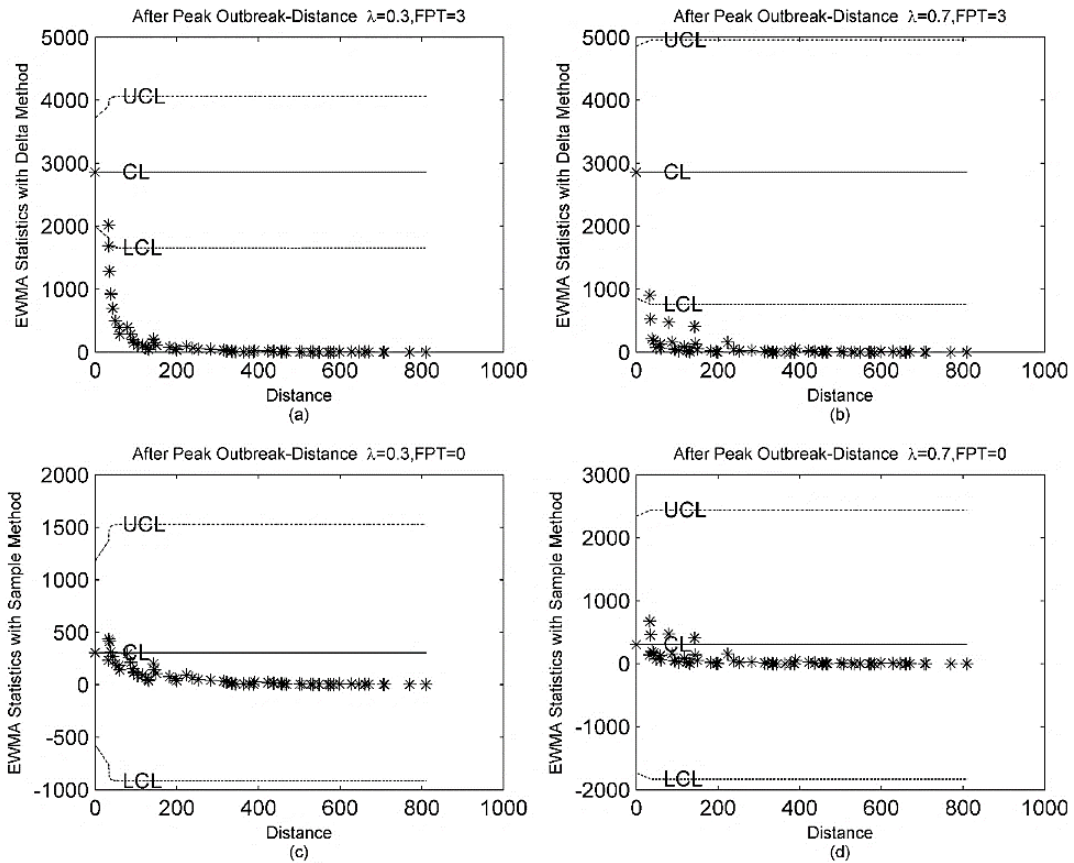 After Peak Outbreak-Distance λ=0.3,FPT=3
5000
4000
3000
2000
1000
0
UCL
CL
LCL
EWMA Statistics with Delta Method
0 200 400 600 800 1000
Distance
(a)
After Peak Outbreak-Distance λ=0.7,FPT=3
5000
4000
3000
2000
1000
0
UCL
CL
LCL
EWMA Statistics with Delta Method
0 200 400 600 800 1000
Distance
(b)
After Peak Outbreak-Distance λ=0.3,FPT=0
2000
1500
1000
500
0
-500
-1000
UCL
CL
LCL
EWMA Statistics with Sample Method
0 200 400 600 800 1000
Distance
(c)
After Peak Outbreak-Distance λ=0.7,FPT=0
3000
2000
1000
0
-1000
-2000
UCL
CL
LCL
EWMA Statistics with Sample Method
0 200 400 600 800 1000
Distance
(d)